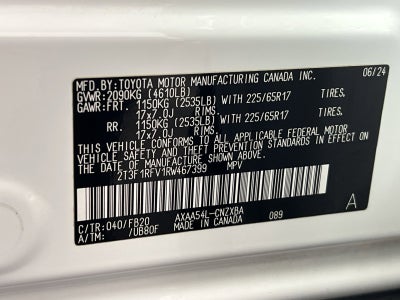 MFD.BY:TOYOTA MOTOR MANUFACTURING CANADA INC.
GVWR:2090KG (4610LB) 06/24
GAWR:FRT. 1150KG (2535LB) WITH 225/65R17 TIRES,
17x7.0J RIMS,
RR. 1150KG (2535LB) WITH 225/65R17 TIRES,
17x7.0J RIMS,
THIS VEHICLE CONFORMS TO ALL APPLICABLE FEDERAL MOTOR
VEHICLE SAFETY AND THEFT PREVENTION STANDARDS IN EFFECT ON
THE DATE OF MANUFACTURE SHOWN ABOVE.
2T3F1RFV1RW467399 MPV
C/TR:040/FB20 AXAA54L-CNZXBA A
A/TM: /UB80F MADE IN CANADA 089